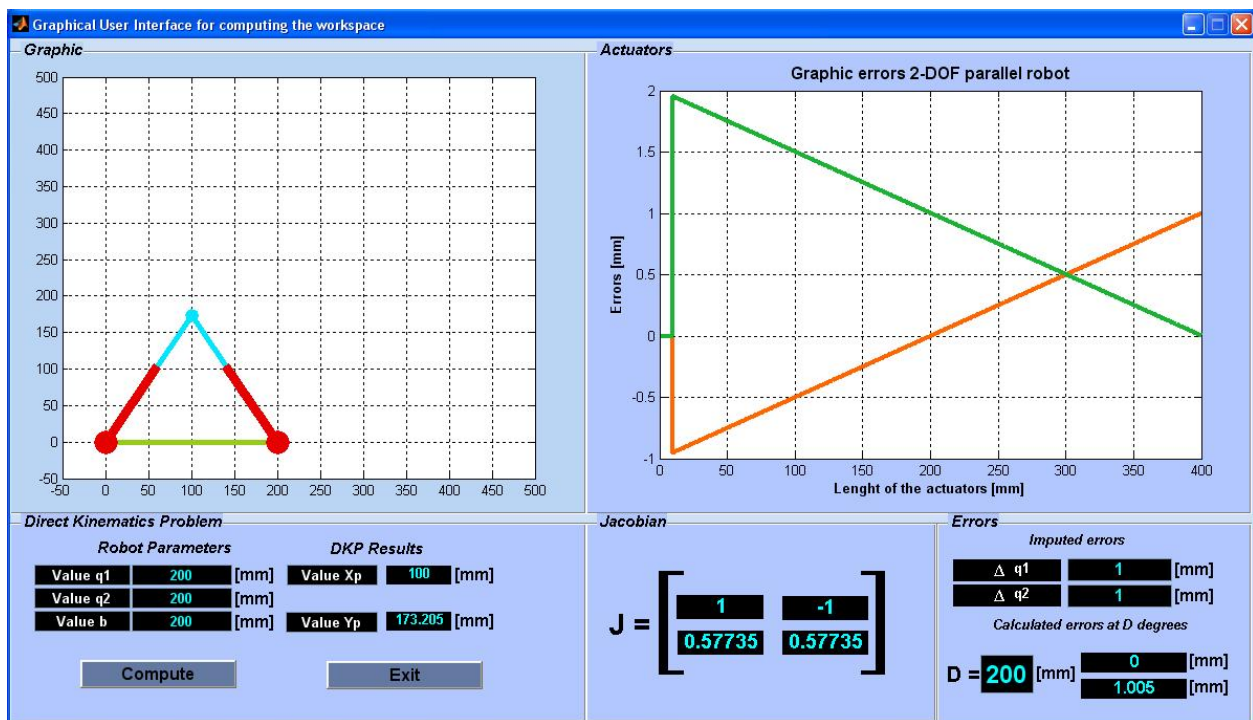 Graphical User Interface for computing the workspace
Graphic
500
450
400
350
300
250
200
150
100
50
0
-50
-50 0 50 100 150 200 250 300 350 400 450 500
Actuators
Graphic errors 2-DOF parallel robot
Errors [mm]
2
1.5
1
0.5
0
-0.5
-1
0 50 100 150 200 250 300 350 400
Lenght of the actuators [mm]
Direct Kinematics Problem
Robot Parameters
Value q1 200 [mm]
Value q2 200 [mm]
Value b 200 [mm]
DKP Results
Value Xp 100 [mm]
Value Yp 173.205 [mm]
Compute
Exit
Jacobian
J =
1 -1
0.57735 0.57735
Errors
Imputed errors
Δ q1 1 [mm]
Δ q2 1 [mm]
Calculated errors at D degrees
D = 200 [mm]
0 [mm]
1.005 [mm]